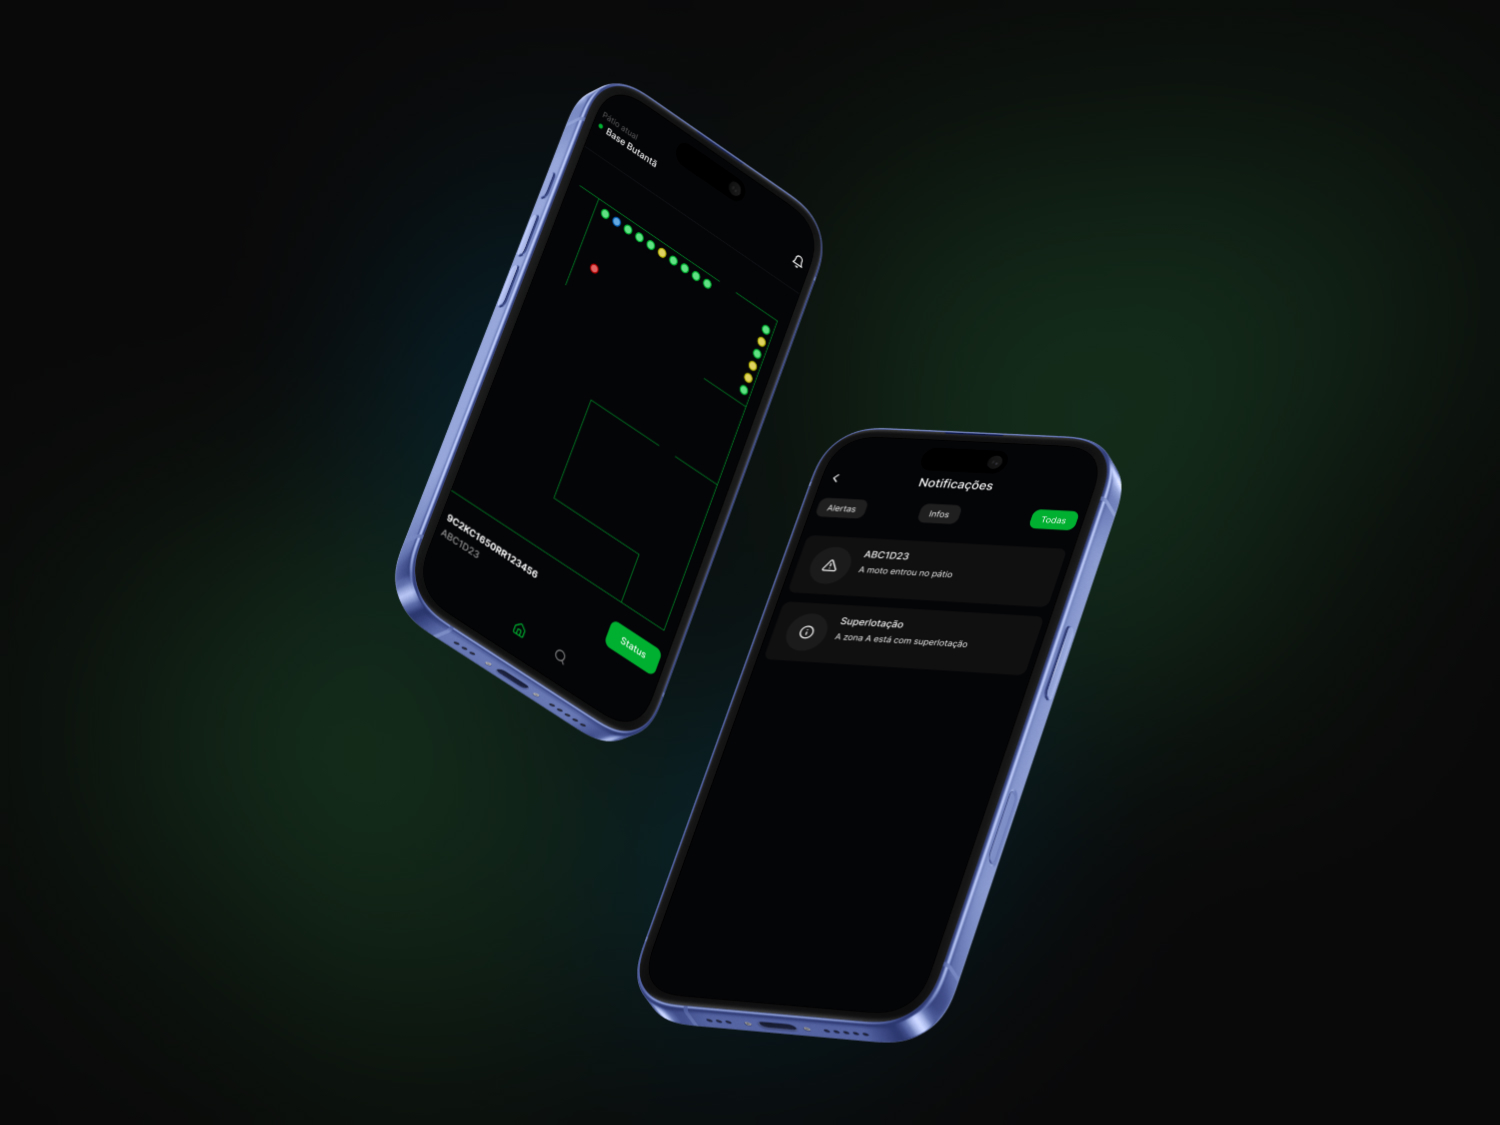 Pátio atual
Base Butantã
9C2KC1650RR123456
ABC1D23
Status
Notificações
Alertas
Infos
Todas
ABC1D23
A moto entrou no pátio
Superlotação
A zona A está com superlotação